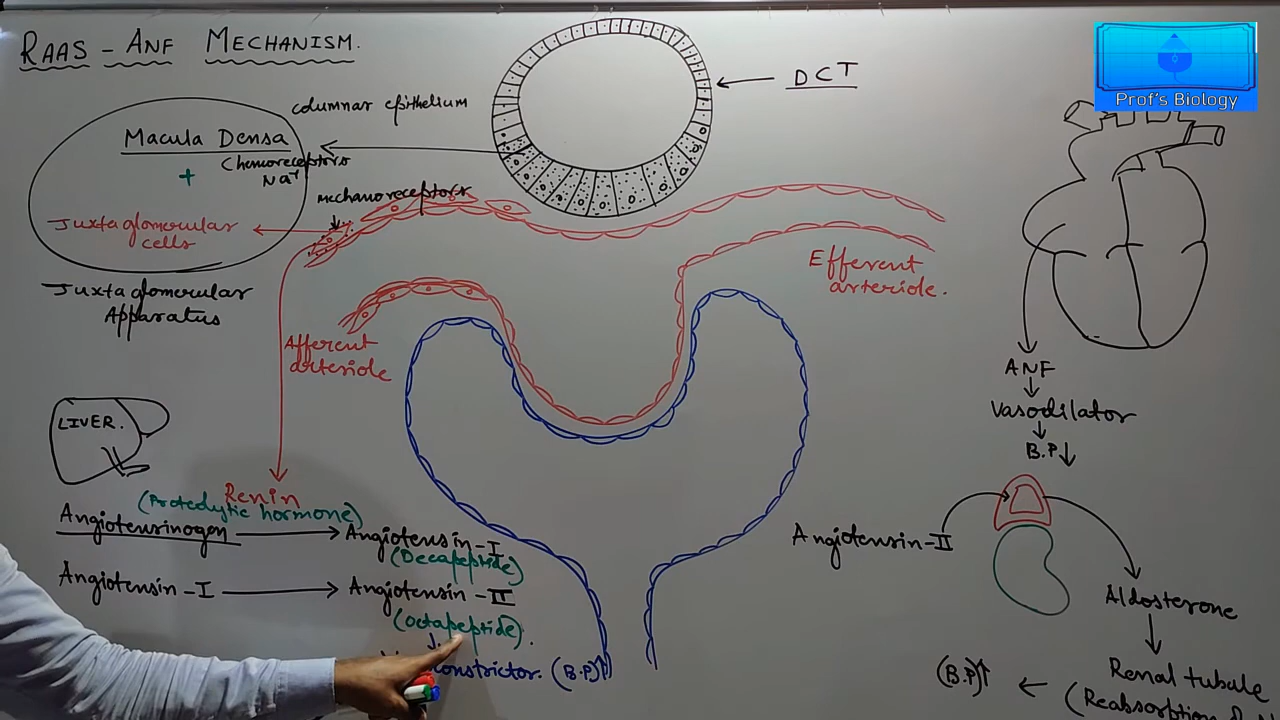 RAAS - ANF MECHANISM.
Prof's Biology
DCT
columnar epithelium
Macula Densa
Chemoreceptors
Na+
+
mechanoreceptors
Juxtaglomerular
cells
Juxtaglomerular
Apparatus
Efferent
arteriole.
Afferent
arteriole
LIVER.
Renin
(Proteolytic hormone)
Angiotensinogen
Angiotensin-I
(Decapeptide)
Angiotensin-I
Angiotensin-II
(Octapeptide).
constrictor. (B.P)↑
ANF
Vasodilator
B.P↓
Angiotensin-II
Aldosterone
Renal tubule
(Reabsorption
(B.P)↑